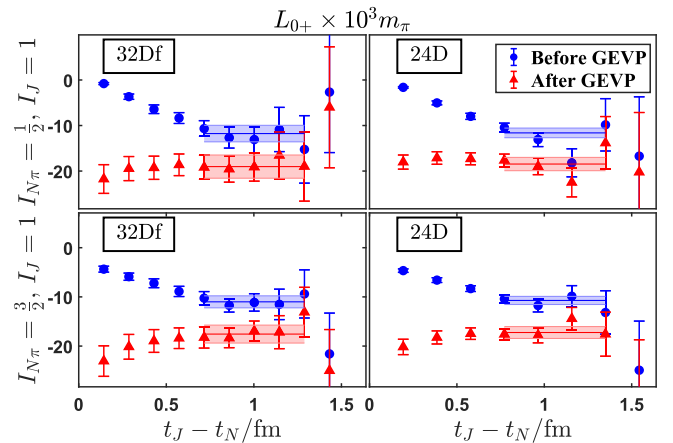 L_{0+} × 10^3 m_π
32Df
24D
Before GEVP
After GEVP
I_{Nπ} = 1/2, I_J = 1
0
-10
-20
32Df
24D
I_{Nπ} = 3/2, I_J = 1
0
-10
-20
0 0.5 1 1.5
0 0.5 1 1.5
t_J − t_N/fm
t_J − t_N/fm